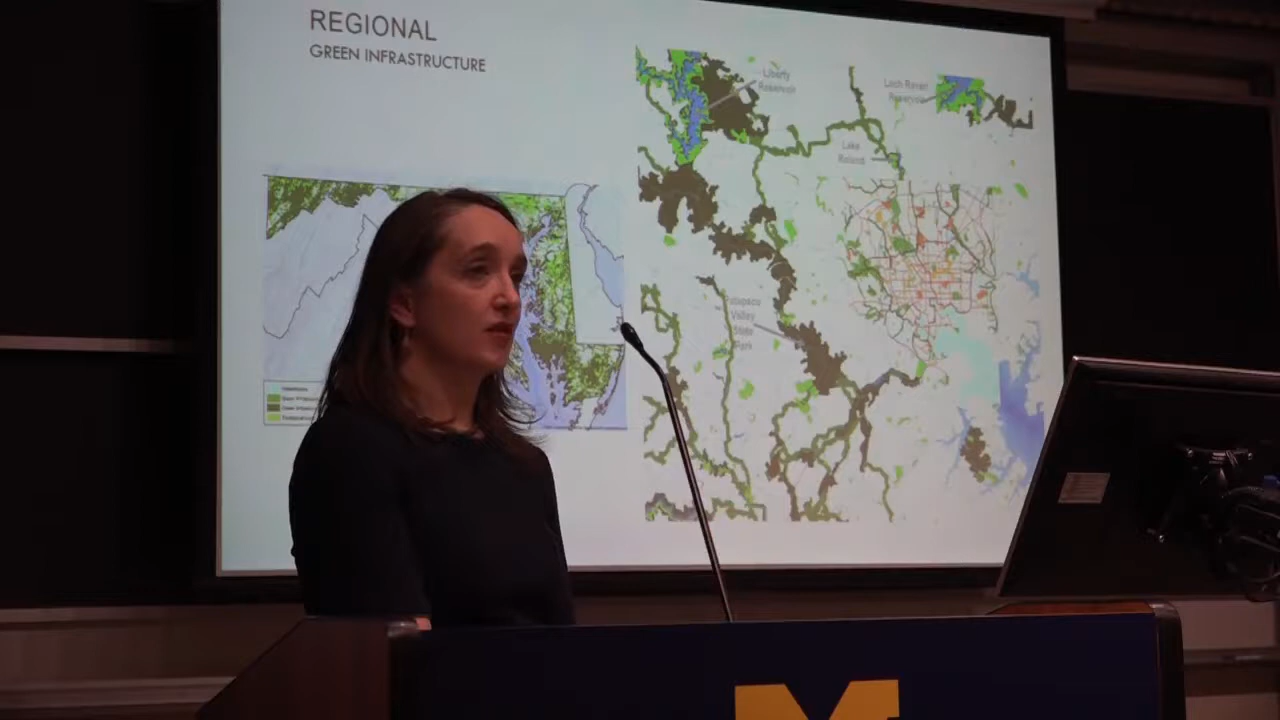 REGIONAL
GREEN INFRASTRUCTURE
Liberty
Reservoir
Loch Raven
Reservoir
Lake
Roland
Patapsco
Valley
State
Park
M